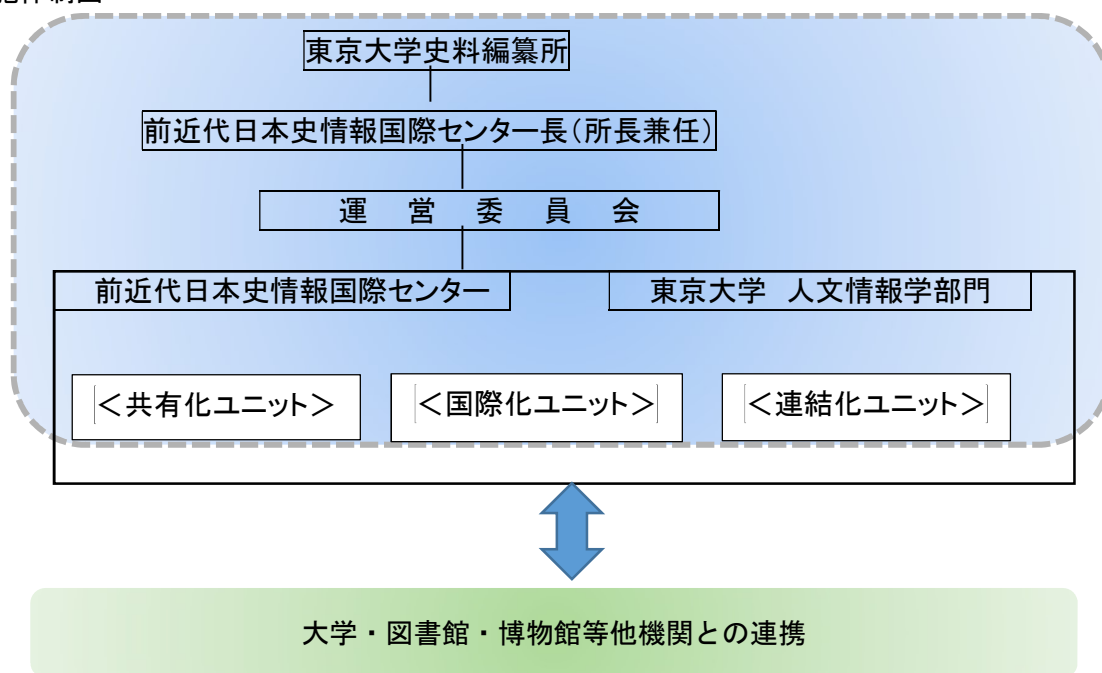 東京大学史料編纂所
前近代日本史情報国際センター長(所長兼任)
運 営 委 員 会
前近代日本史情報国際センター
東京大学 人文情報学部門
<共有化ユニット>
<国際化ユニット>
<連結化ユニット>
大学・図書館・博物館等他機関との連携